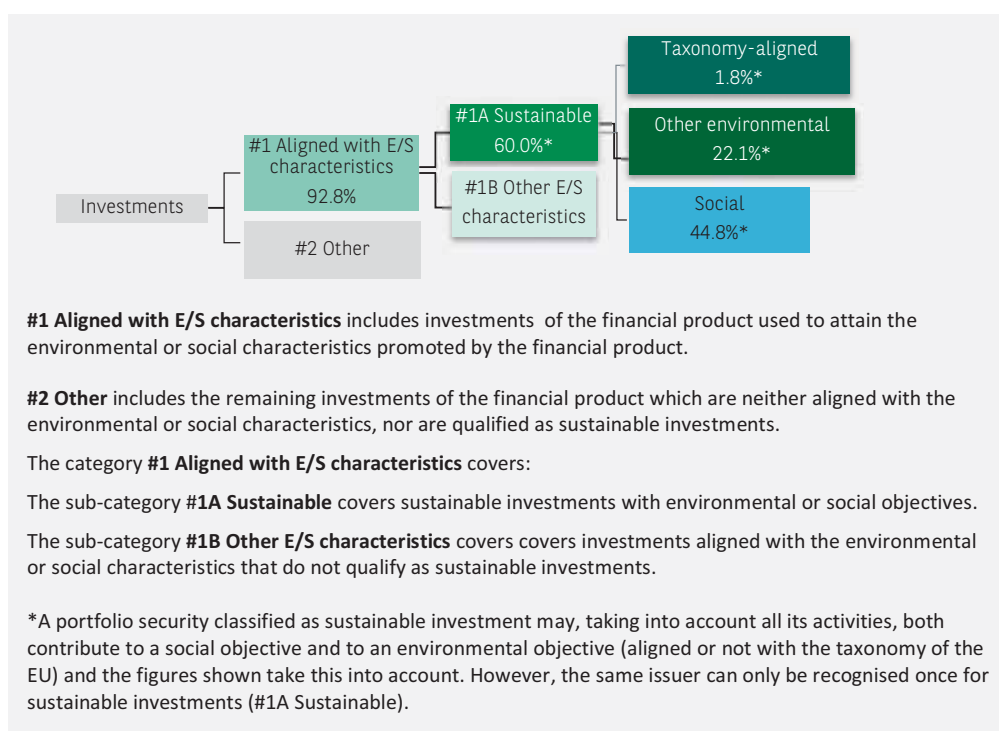 Taxonomy-aligned
1.8%*
#1A Sustainable
60.0%*
Other environmental
22.1%*
#1 Aligned with E/S
characteristics
92.8%
#1B Other E/S
characteristics
Investments
Social
44.8%*
#2 Other
#1 Aligned with E/S characteristics includes investments of the financial product used to attain the
environmental or social characteristics promoted by the financial product.
#2 Other includes the remaining investments of the financial product which are neither aligned with the
environmental or social characteristics, nor are qualified as sustainable investments.
The category #1 Aligned with E/S characteristics covers:
The sub-category #1A Sustainable covers sustainable investments with environmental or social objectives.
The sub-category #1B Other E/S characteristics covers covers investments aligned with the environmental
or social characteristics that do not qualify as sustainable investments.
*A portfolio security classified as sustainable investment may, taking into account all its activities, both
contribute to a social objective and to an environmental objective (aligned or not with the taxonomy of the
EU) and the figures shown take this into account. However, the same issuer can only be recognised once for
sustainable investments (#1A Sustainable).